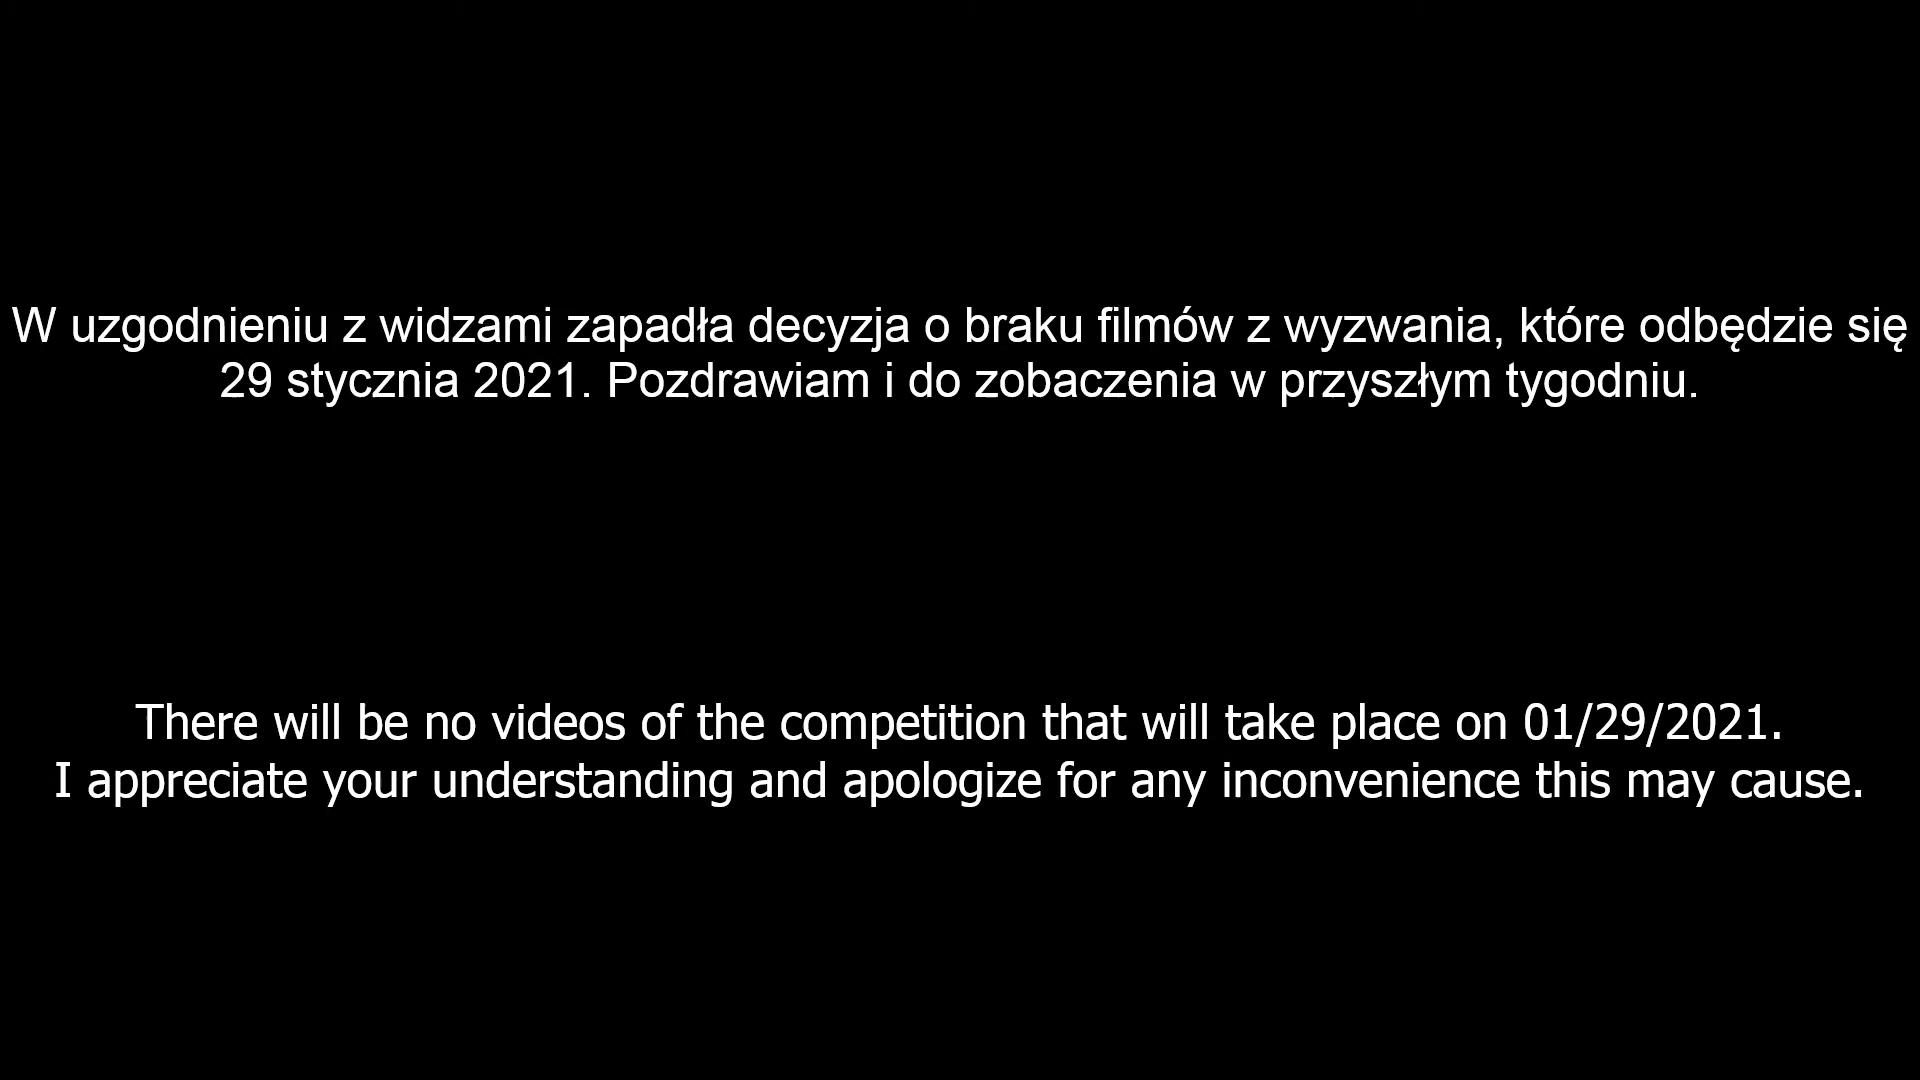 W uzgodnieniu z widzami zapadła decyzja o braku filmów z wyzwania, które odbędzie się
29 stycznia 2021. Pozdrawiam i do zobaczenia w przyszłym tygodniu.
There will be no videos of the competition that will take place on 01/29/2021.
I appreciate your understanding and apologize for any inconvenience this may cause.